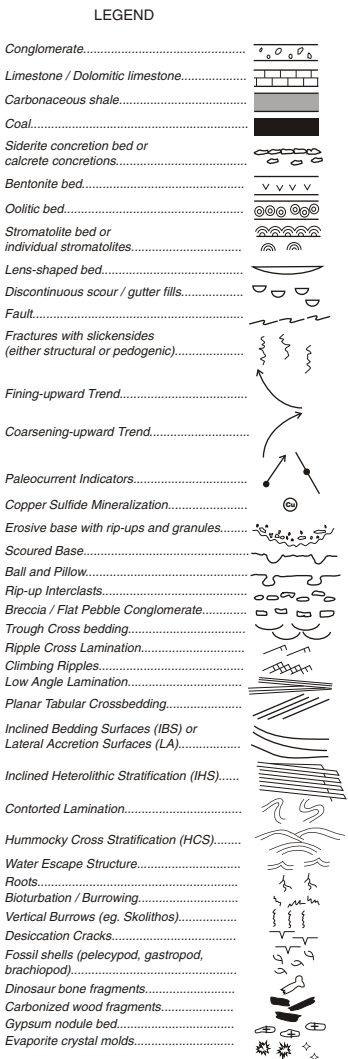 LEGEND
Conglomerate...............................................
Limestone / Dolomitic limestone...................
Carbonaceous shale.....................................
Coal...............................................................
Siderite concretion bed or
calcrete concretions......................................
Bentonite bed................................................
Oolitic bed.....................................................
Stromatolite bed or
individual stromatolites................................
Lens-shaped bed..........................................
Discontinuous scour / gutter fills...................
Fault..............................................................
Fractures with slickensides
(either structural or pedogenic)....................
Fining-upward Trend.....................................
Coarsening-upward Trend.............................
Paleocurrent Indicators.................................
Copper Sulfide Mineralization.......................
Cu
Erosive base with rip-ups and granules........
Scoured Base................................................
Ball and Pillow...............................................
Rip-up Interclasts..........................................
Breccia / Flat Pebble Conglomerate.............
Trough Cross bedding...................................
Ripple Cross Lamination...............................
Climbing Ripples...........................................
Low Angle Lamination...................................
Planar Tabular Crossbedding.......................
Inclined Bedding Surfaces (IBS) or
Lateral Accretion Surfaces (LA)..................
Inclined Heterolithic Stratification (IHS)......
Contorted Lamination...................................
Hummocky Cross Stratification (HCS)........
Water Escape Structure..............................
Roots...........................................................
Bioturbation / Burrowing..............................
Vertical Burrows (eg. Skolithos).................
Desiccation Cracks.....................................
Fossil shells (pelecypod, gastropod,
brachiopod).................................................
Dinosaur bone fragments...........................
Carbonized wood fragments......................
Gypsum nodule bed...................................
Evaporite crystal molds..............................